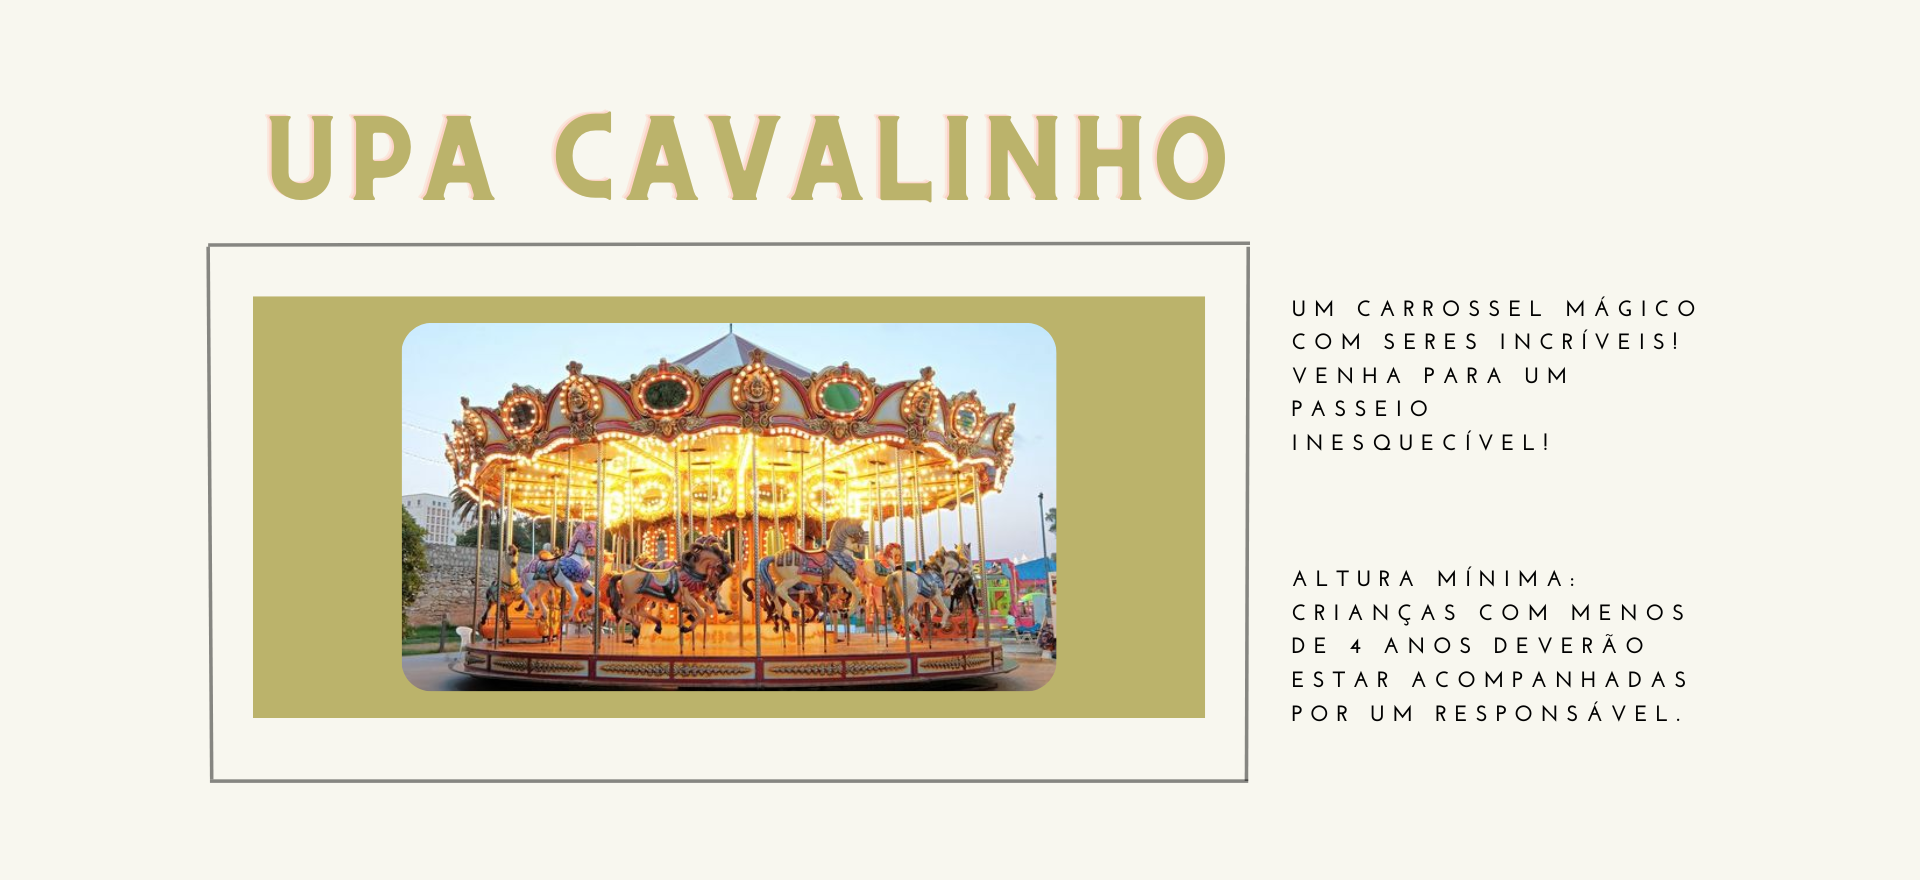 UPA CAVALINHO
UM CARROSSEL MÁGICO
COM SERES INCRÍVEIS!
VENHA PARA UM
PASSEIO
INESQUECÍVEL!
ALTURA MÍNIMA:
CRIANÇAS COM MENOS
DE 4 ANOS DEVERÃO
ESTAR ACOMPANHADAS
POR UM RESPONSÁVEL.